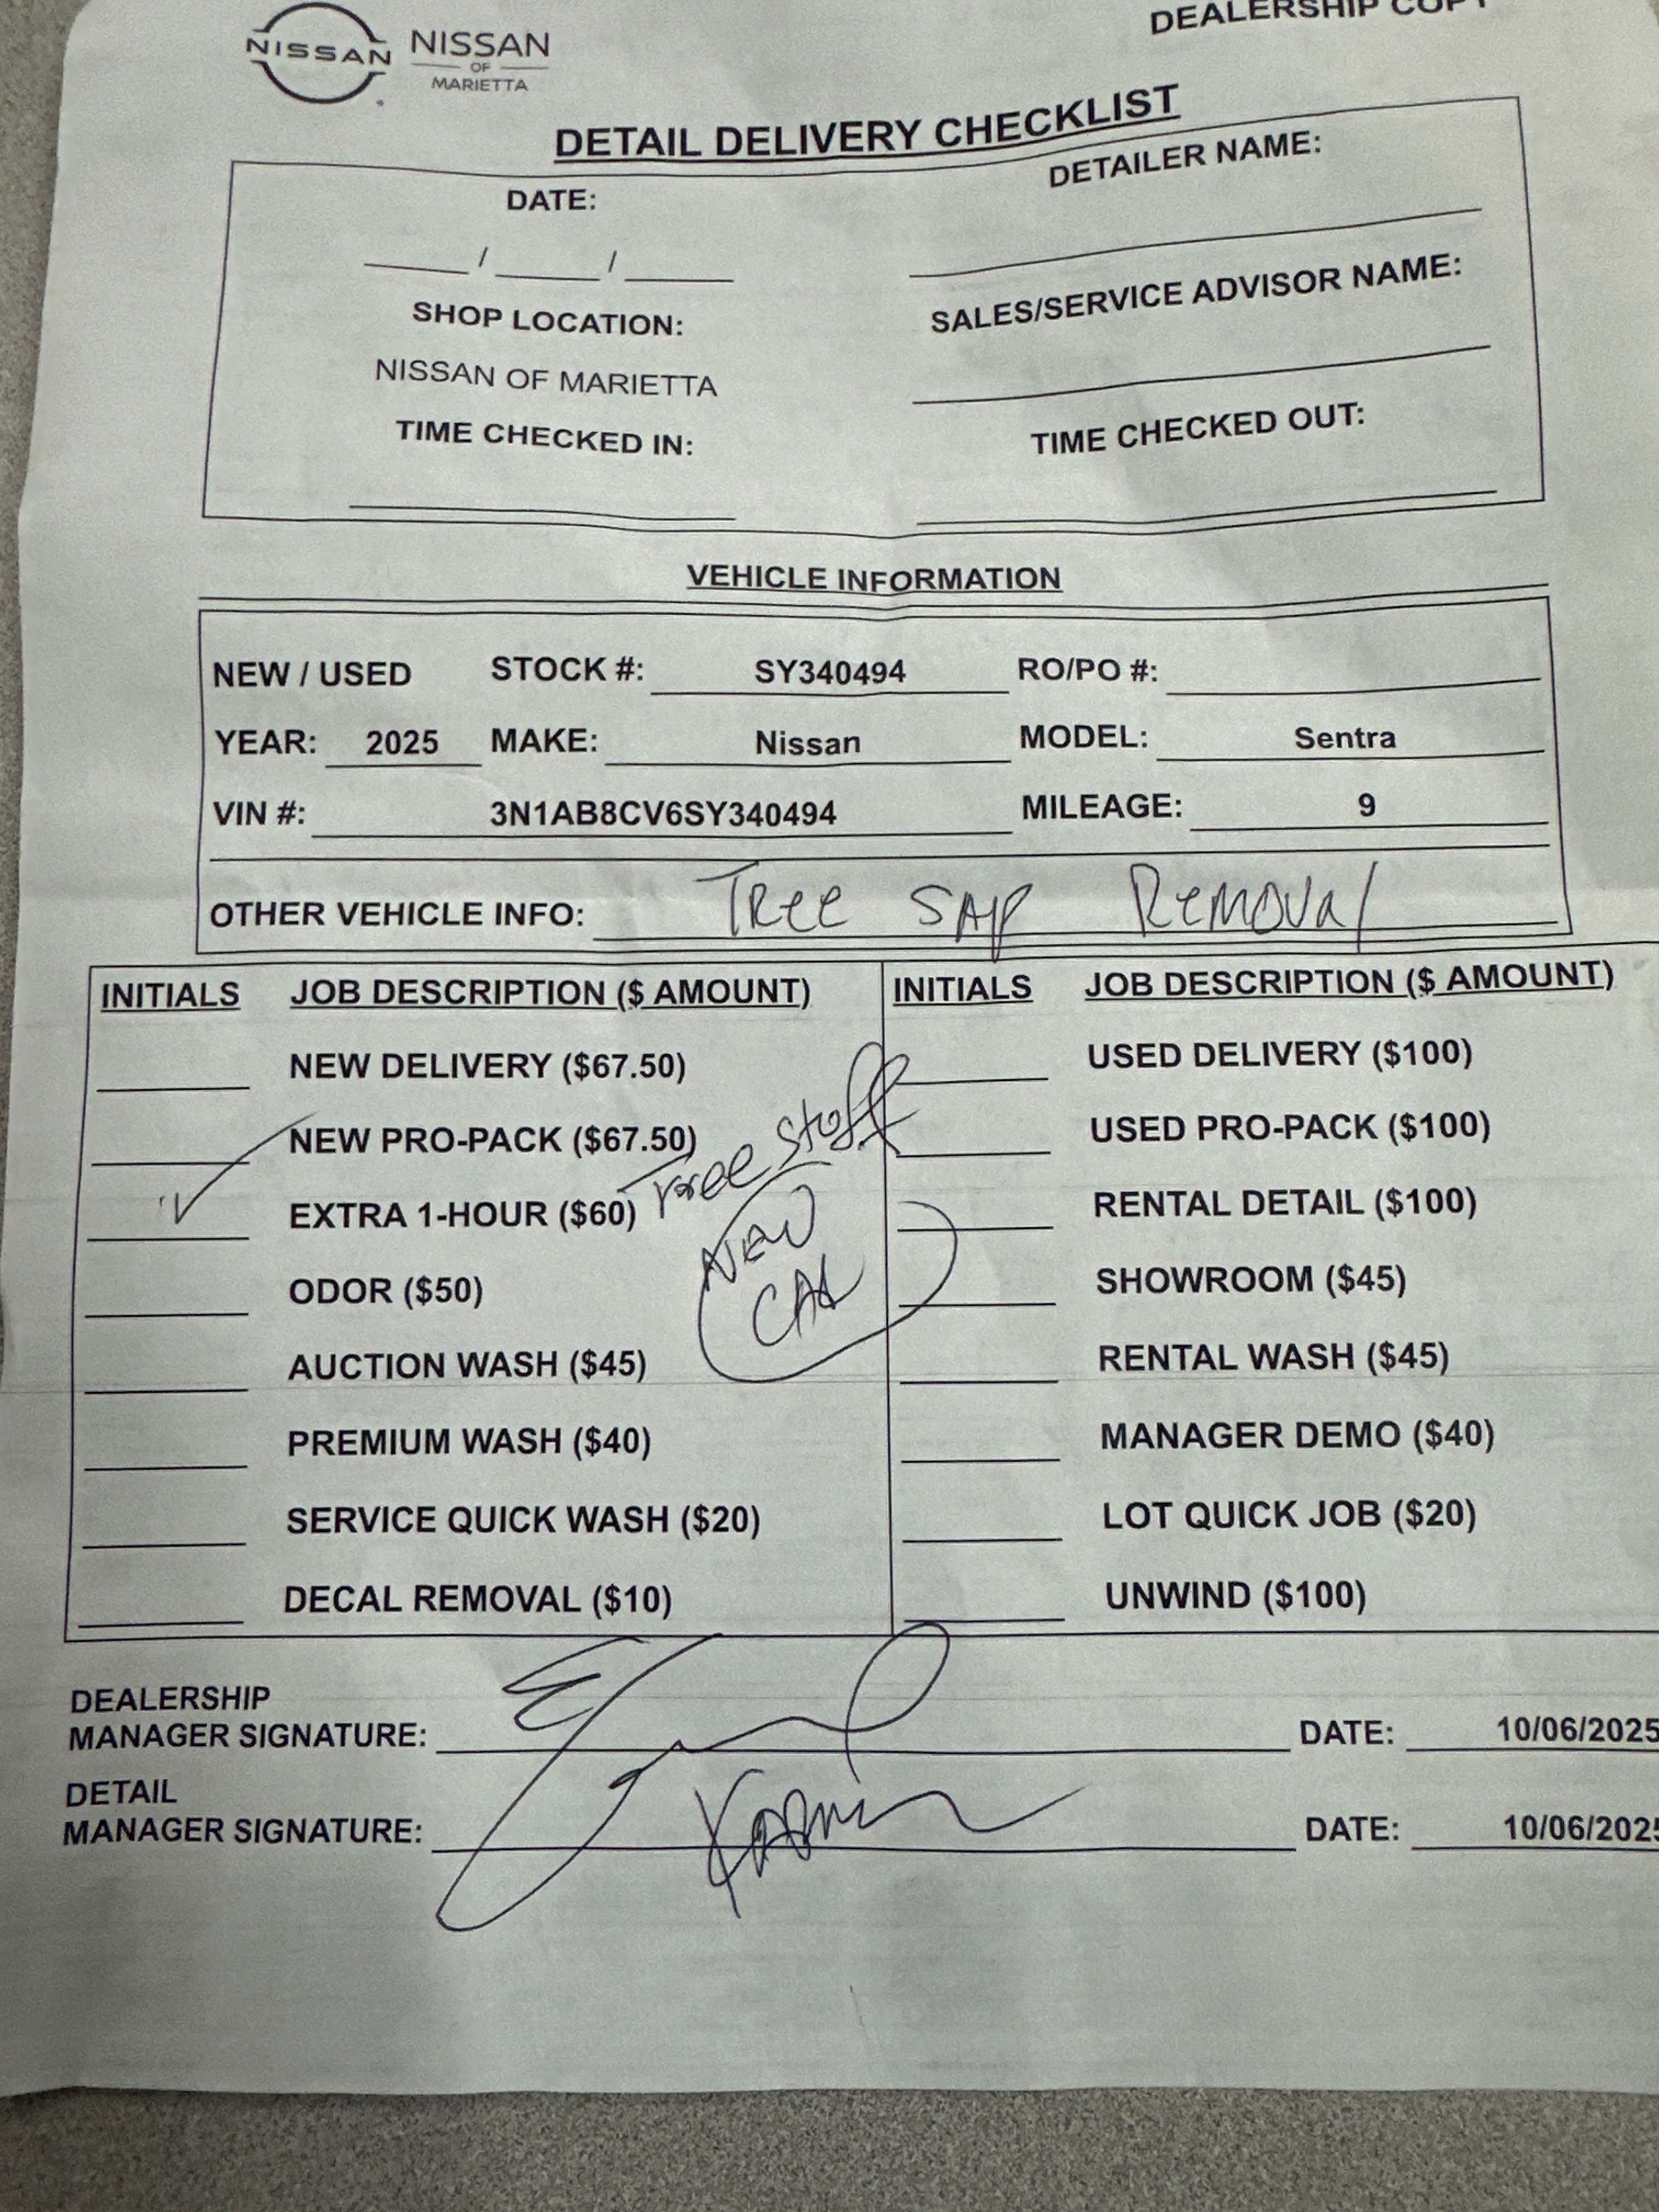 DEALERSHIP COPY
NISSAN
NISSAN
OF
MARIETTA
DETAIL DELIVERY CHECKLIST
DATE:
DETAILER NAME:
____/____/____
SHOP LOCATION:
SALES/SERVICE ADVISOR NAME:
NISSAN OF MARIETTA
TIME CHECKED IN:
TIME CHECKED OUT:
VEHICLE INFORMATION
NEW / USED STOCK #: SY340494 RO/PO #:
YEAR: 2025 MAKE: Nissan MODEL: Sentra
VIN #: 3N1AB8CV6SY340494 MILEAGE: 9
OTHER VEHICLE INFO: Tree SAP Removal
INITIALS JOB DESCRIPTION ($ AMOUNT) INITIALS JOB DESCRIPTION ($ AMOUNT)
NEW DELIVERY ($67.50) USED DELIVERY ($100)
NEW PRO-PACK ($67.50) USED PRO-PACK ($100)
✓ EXTRA 1-HOUR ($60) Tree Stuff RENTAL DETAIL ($100)
NEW
CAR
ODOR ($50) SHOWROOM ($45)
AUCTION WASH ($45) RENTAL WASH ($45)
PREMIUM WASH ($40) MANAGER DEMO ($40)
SERVICE QUICK WASH ($20) LOT QUICK JOB ($20)
DECAL REMOVAL ($10) UNWIND ($100)
DEALERSHIP
MANAGER SIGNATURE: DATE: 10/06/2025
DETAIL
MANAGER SIGNATURE: DATE: 10/06/2025